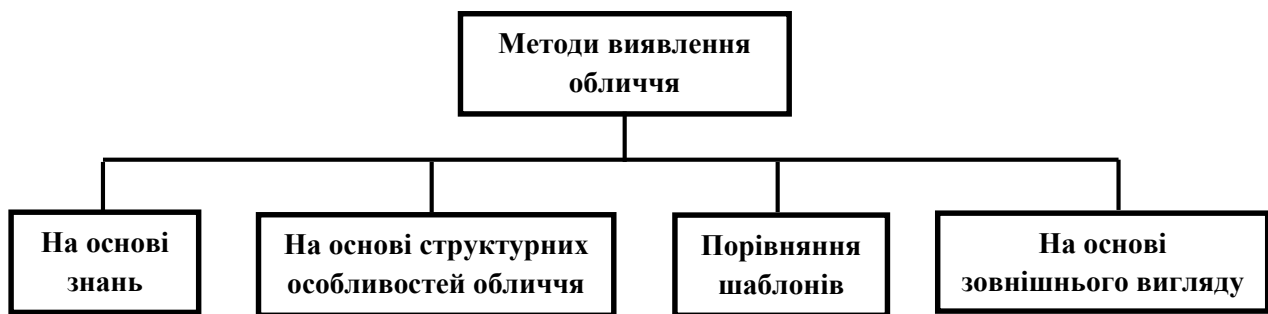 Методи виявлення
обличчя
На основі
знань
На основі структурних
особливостей обличчя
Порівняння
шаблонів
На основі
зовнішнього вигляду